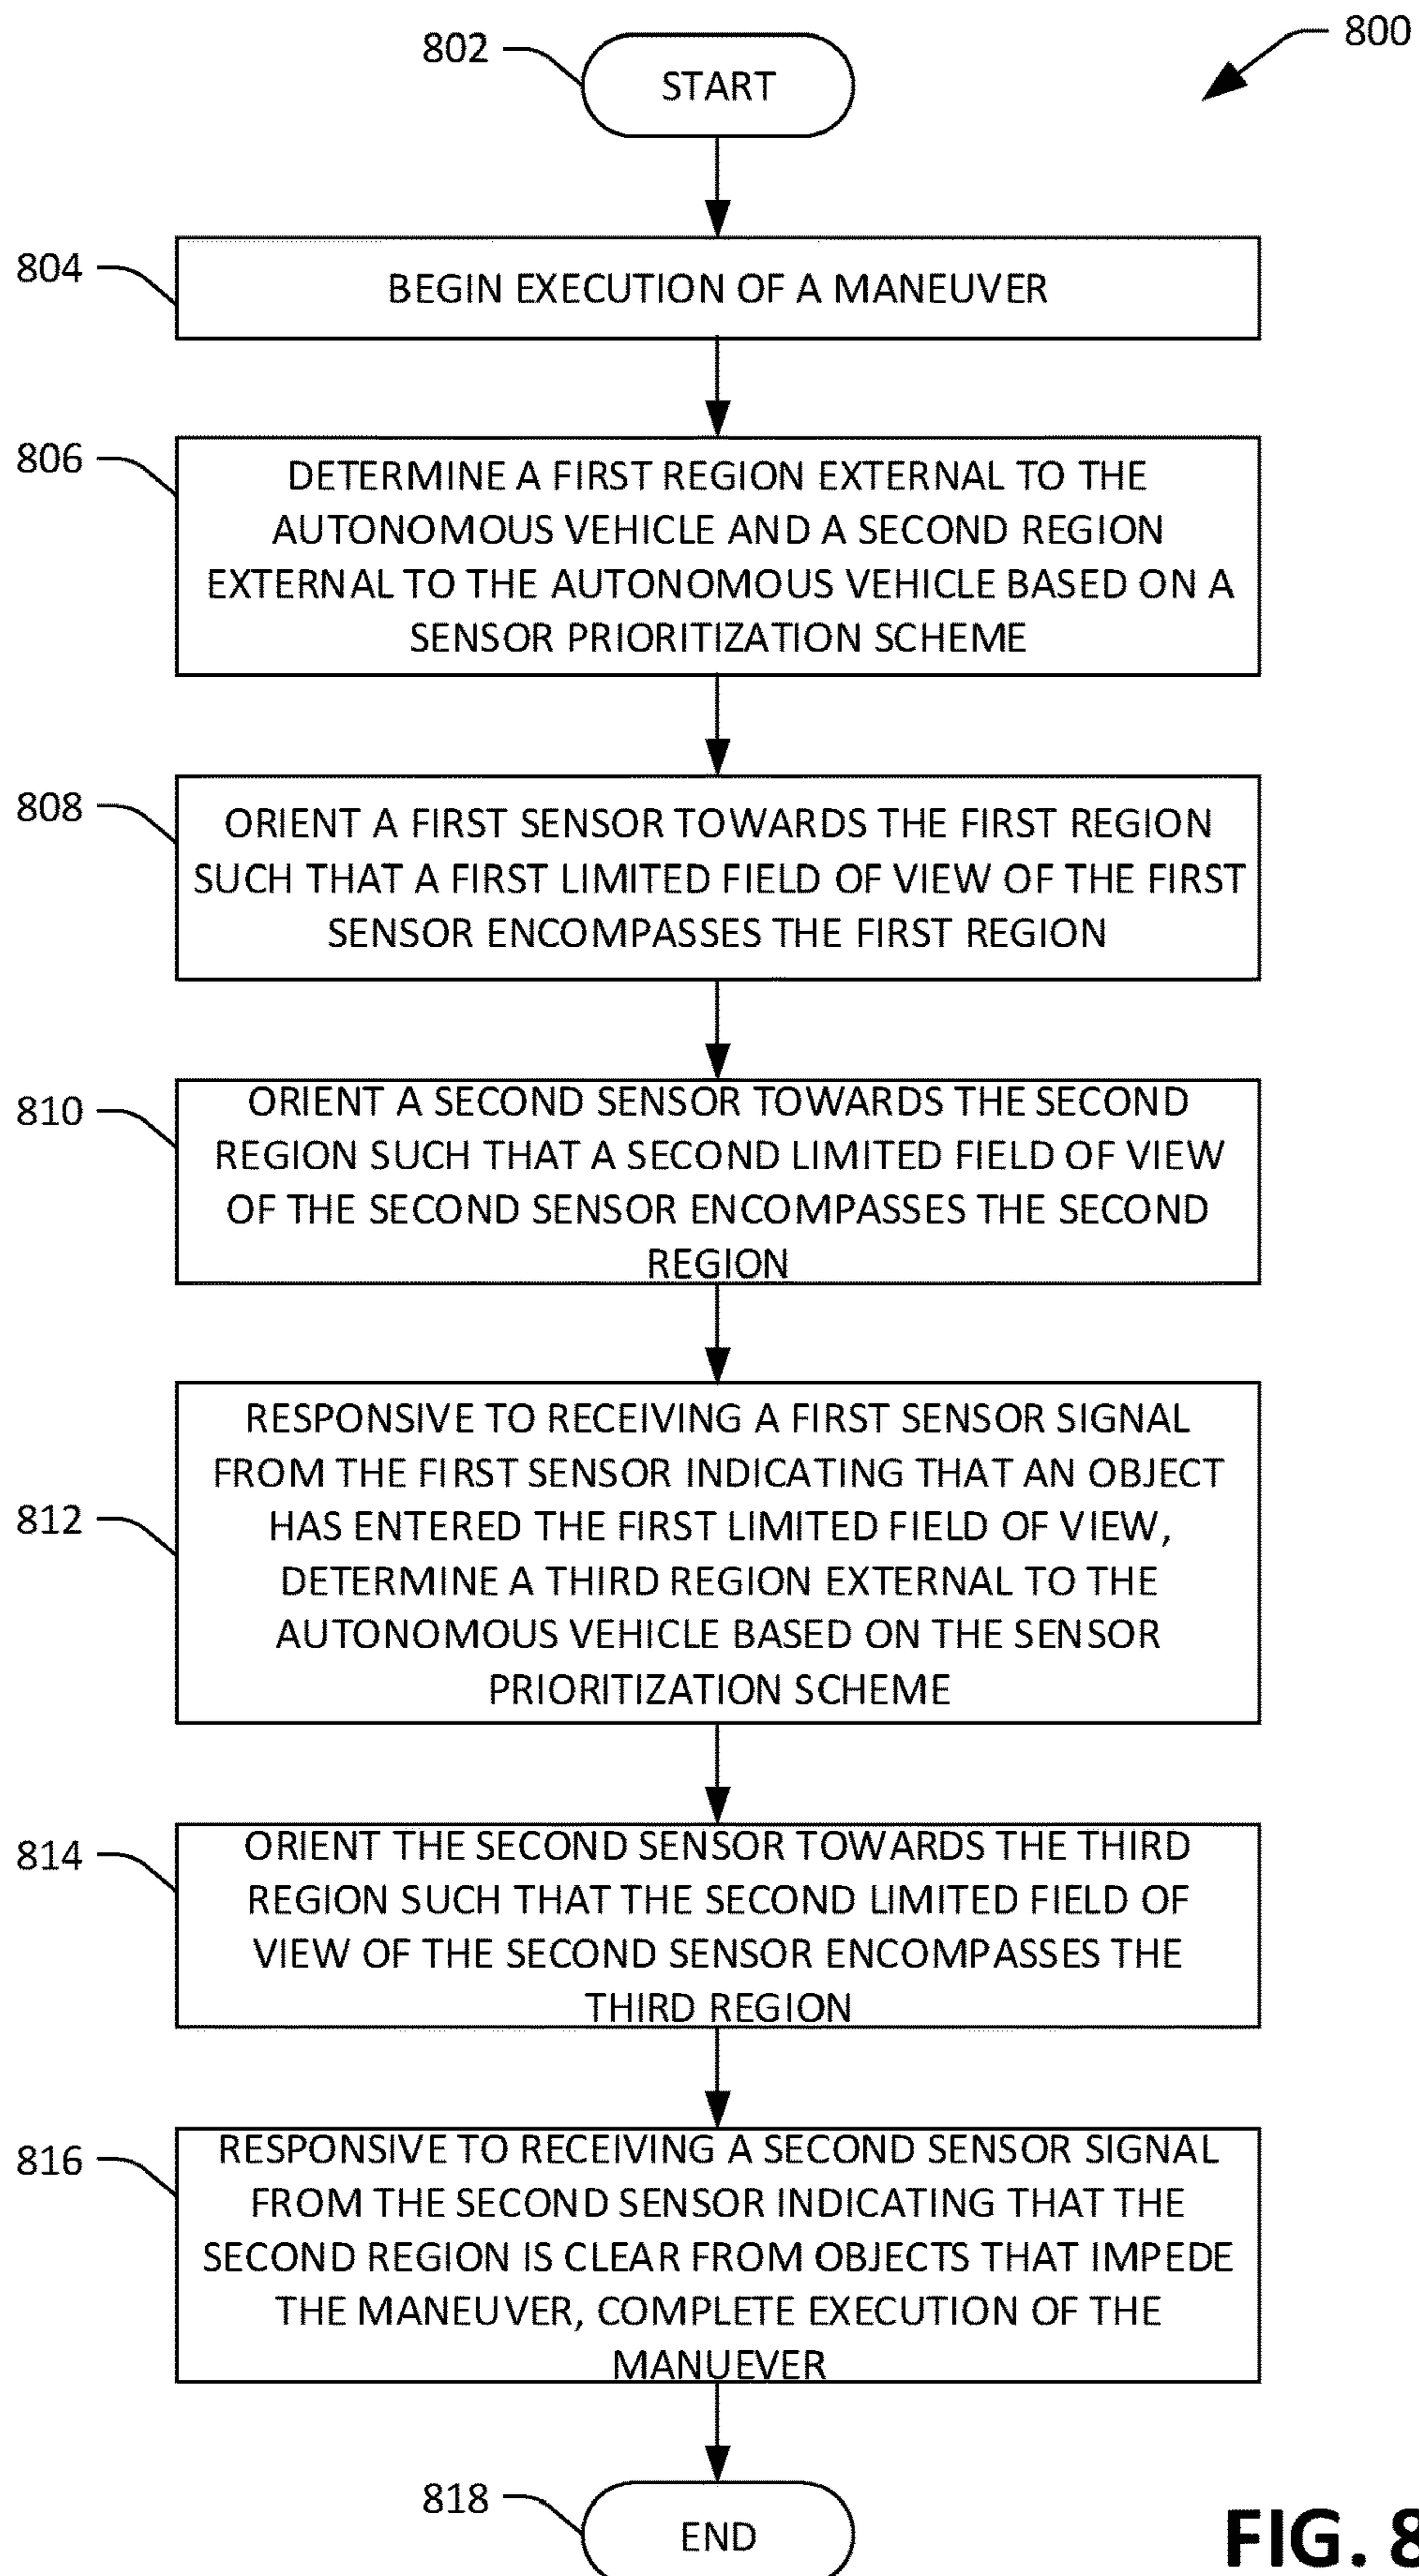 800
802
START
804
BEGIN EXECUTION OF A MANEUVER
806
DETERMINE A FIRST REGION EXTERNAL TO THE
AUTONOMOUS VEHICLE AND A SECOND REGION
EXTERNAL TO THE AUTONOMOUS VEHICLE BASED ON A
SENSOR PRIORITIZATION SCHEME
808
ORIENT A FIRST SENSOR TOWARDS THE FIRST REGION
SUCH THAT A FIRST LIMITED FIELD OF VIEW OF THE FIRST
SENSOR ENCOMPASSES THE FIRST REGION
810
ORIENT A SECOND SENSOR TOWARDS THE SECOND
REGION SUCH THAT A SECOND LIMITED FIELD OF VIEW
OF THE SECOND SENSOR ENCOMPASSES THE SECOND
REGION
812
RESPONSIVE TO RECEIVING A FIRST SENSOR SIGNAL
FROM THE FIRST SENSOR INDICATING THAT AN OBJECT
HAS ENTERED THE FIRST LIMITED FIELD OF VIEW,
DETERMINE A THIRD REGION EXTERNAL TO THE
AUTONOMOUS VEHICLE BASED ON THE SENSOR
PRIORITIZATION SCHEME
814
ORIENT THE SECOND SENSOR TOWARDS THE THIRD
REGION SUCH THAT THE SECOND LIMITED FIELD OF
VIEW OF THE SECOND SENSOR ENCOMPASSES THE
THIRD REGION
816
RESPONSIVE TO RECEIVING A SECOND SENSOR SIGNAL
FROM THE SECOND SENSOR INDICATING THAT THE
SECOND REGION IS CLEAR FROM OBJECTS THAT IMPEDE
THE MANEUVER, COMPLETE EXECUTION OF THE
MANUEVER
818
END
FIG. 8